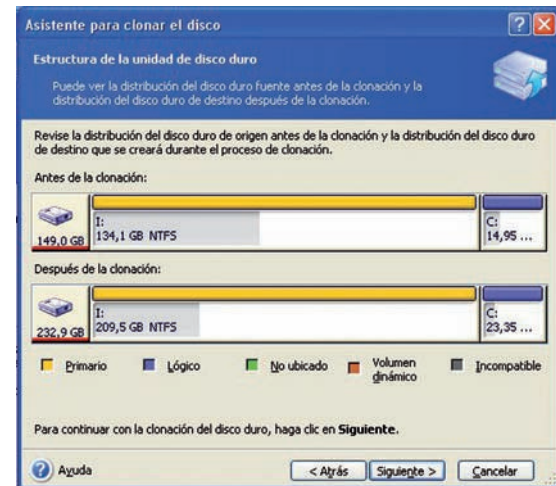 Asistente para clonar el disco
Estructura de la unidad de disco duro
Puede ver la distribución del disco duro fuente antes de la clonación y la
distribución del disco duro de destino después de la clonación.
Revise la distribución del disco duro de origen antes de la clonación y la distribución del disco duro
de destino que se creará durante el proceso de clonación.
Antes de la clonación:
149,0 GB
I:
134,1 GB NTFS
C:
14,95 ...
Después de la clonación:
232,9 GB
I:
209,5 GB NTFS
C:
23,35 ...
Primario Lógico No ubicado Volumen
dinámico Incompatible
Para continuar con la clonación del disco duro, haga clic en Siguiente.
Ayuda < Atrás Siguiente > Cancelar